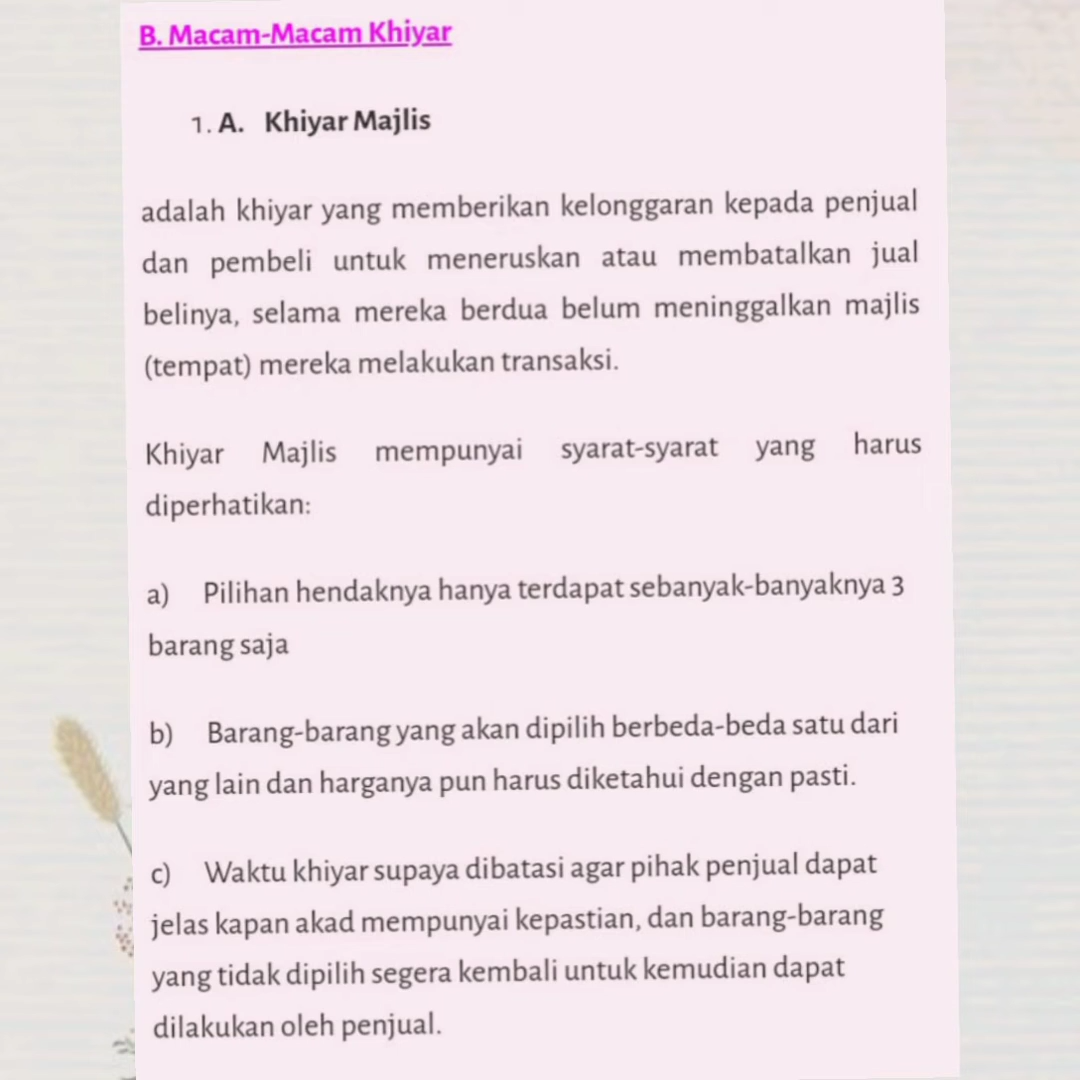 B. Macam-Macam Khiyar
1. A. Khiyar Majlis
adalah khiyar yang memberikan kelonggaran kepada penjual
dan pembeli untuk meneruskan atau membatalkan jual
belinya, selama mereka berdua belum meninggalkan majlis
(tempat) mereka melakukan transaksi.
Khiyar Majlis mempunyai syarat-syarat yang harus
diperhatikan:
a) Pilihan hendaknya hanya terdapat sebanyak-banyaknya 3
barang saja
b) Barang-barang yang akan dipilih berbeda-beda satu dari
yang lain dan harganya pun harus diketahui dengan pasti.
c) Waktu khiyar supaya dibatasi agar pihak penjual dapat
jelas kapan akad mempunyai kepastian, dan barang-barang
yang tidak dipilih segera kembali untuk kemudian dapat
dilakukan oleh penjual.